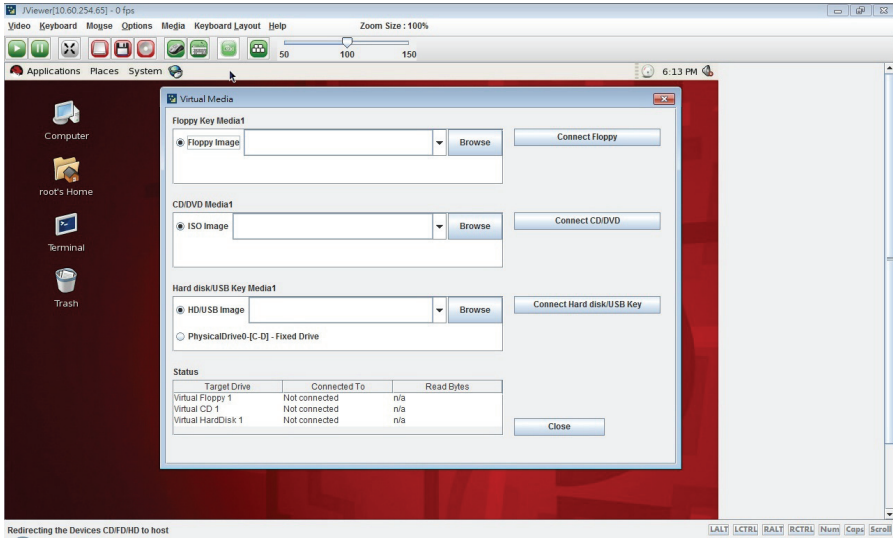 JViewer[10.60.254.65] - 0 fps
Video Keyboard Mouse Options Media Keyboard Layout Help Zoom Size : 100%
50 100 150
Applications Places System 6:13 PM
Computer
root's Home
Terminal
Trash
Virtual Media
Floppy Key Media1
Floppy Image Browse Connect Floppy
CD/DVD Media1
ISO Image Browse Connect CD/DVD
Hard disk/USB Key Media1
HD/USB Image Browse Connect Hard disk/USB Key
PhysicalDrive0-[C-D] - Fixed Drive
Status
Target Drive Connected To Read Bytes
Virtual Floppy 1 Not connected n/a
Virtual CD 1 Not connected n/a
Virtual HardDisk 1 Not connected n/a
Close
Redirecting the Devices CD/FD/HD to host LALT LCTRL RALT RCTRL Num Caps Scroll